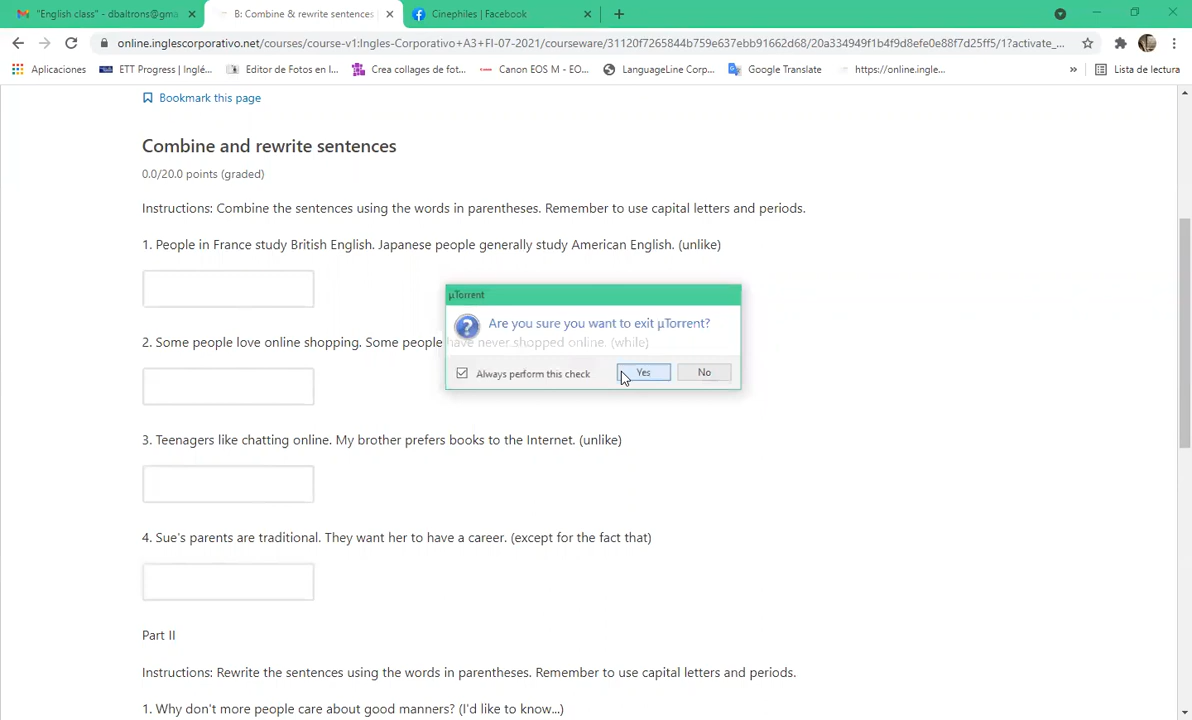 "English class" - dbaltrons@gma
B: Combine & rewrite sentences
Cinephiles | Facebook
online.inglescorporativo.net/courses/course-v1:Ingles-Corporativo+A3+FI-07-2021/courseware/31120f7265844b759e637ebb91662d68/20a334949f1b4f9d8efe0e88f7d25ff5/1?activate_...
Aplicaciones
ETT Progress | Inglé...
Editor de Fotos en l...
Crea collages de fot...
Canon EOS M - EO...
LanguageLine Corp...
Google Translate
https://online.ingle...
»
Lista de lectura
Bookmark this page
Combine and rewrite sentences
0.0/20.0 points (graded)
Instructions: Combine the sentences using the words in parentheses. Remember to use capital letters and periods.
1. People in France study British English. Japanese people generally study American English. (unlike)
µTorrent
Are you sure you want to exit µTorrent?
2. Some people love online shopping. Some people have never shopped online. (while)
Always perform this check
Yes
No
3. Teenagers like chatting online. My brother prefers books to the Internet. (unlike)
4. Sue's parents are traditional. They want her to have a career. (except for the fact that)
Part II
Instructions: Rewrite the sentences using the words in parentheses. Remember to use capital letters and periods.
1. Why don't more people care about good manners? (I'd like to know...)